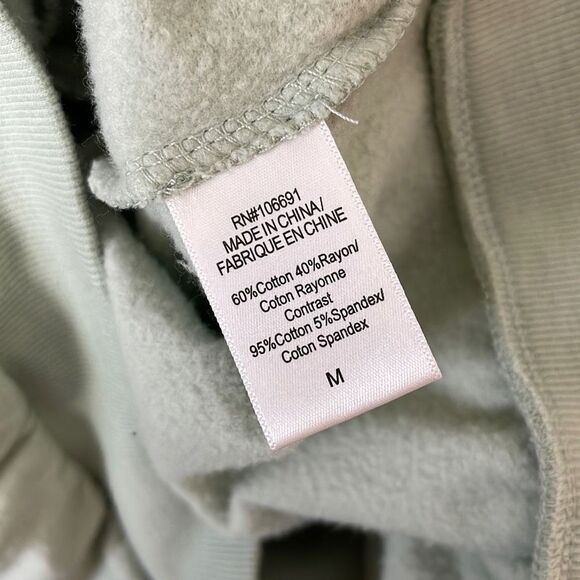 RN#106691
MADE IN CHINA/
FABRIQUE EN CHINE
60%Cotton 40%Rayon/
Coton Rayonne
Contrast
95%Cotton 5%Spandex/
Coton Spandex
M